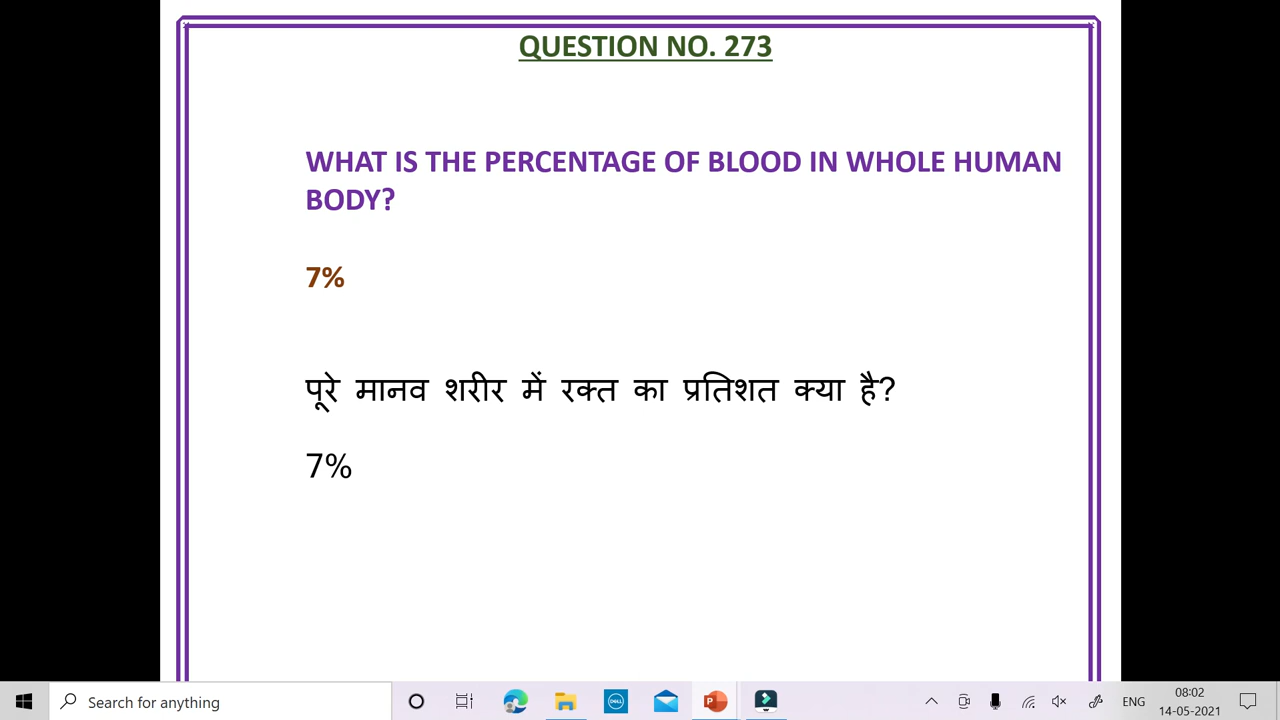 QUESTION NO. 273
WHAT IS THE PERCENTAGE OF BLOOD IN WHOLE HUMAN
BODY?
7%
पूरे मानव शरीर में रक्त का प्रतिशत क्या है?
7%
Search for anything
DELL
P
ENG
08:02
14-05-2021